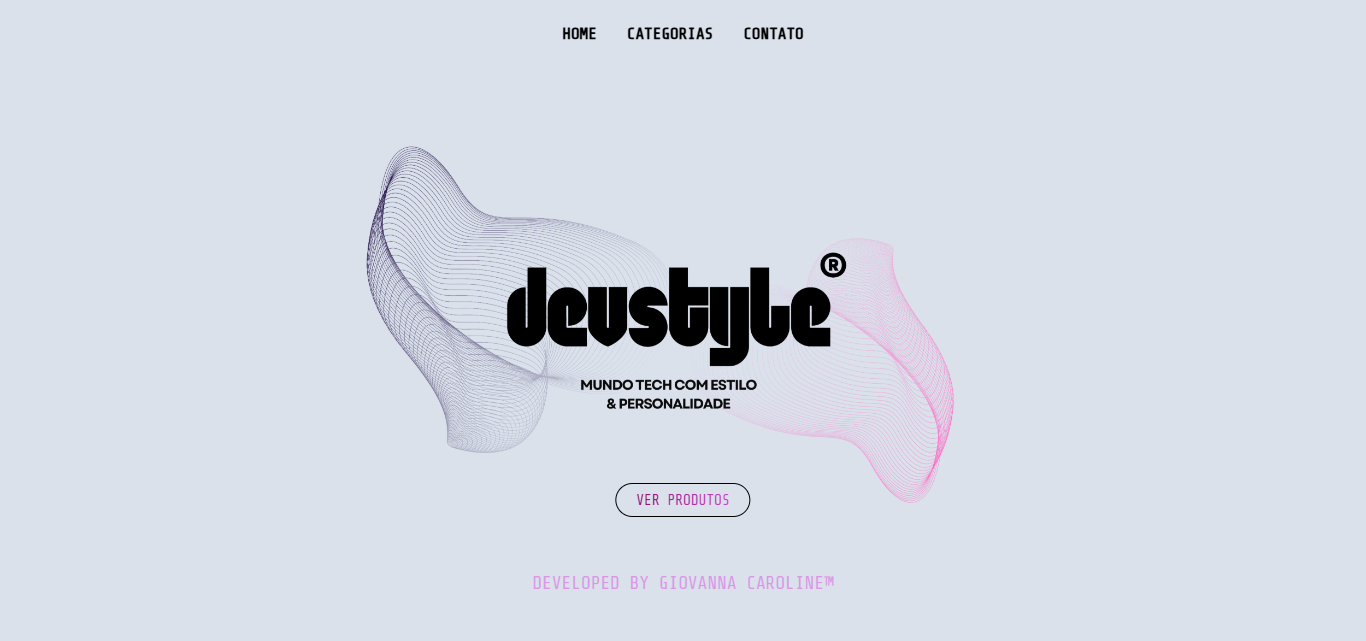 HOME CATEGORIAS CONTATO
devstyle®
MUNDO TECH COM ESTILO
& PERSONALIDADE
VER PRODUTOS
DEVELOPED BY GIOVANNA CAROLINE™